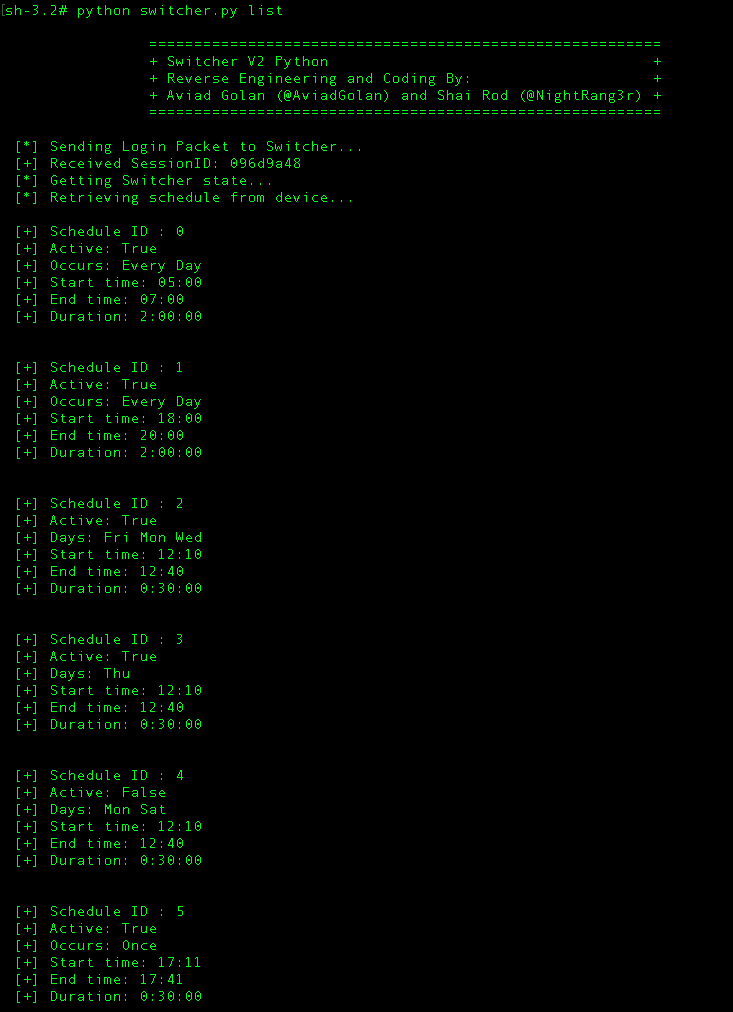 [sh-3.2# python switcher.py list
=========================================================
+ Switcher V2 Python +
+ Reverse Engineering and Coding By: +
+ Aviad Golan (@AviadGolan) and Shai Rod (@NightRang3r) +
=========================================================
[*] Sending Login Packet to Switcher...
[+] Received SessionID: 096d9a48
[*] Getting Switcher state...
[*] Retrieving schedule from device...
[+] Schedule ID : 0
[+] Active: True
[+] Occurs: Every Day
[+] Start time: 05:00
[+] End time: 07:00
[+] Duration: 2:00:00
[+] Schedule ID : 1
[+] Active: True
[+] Occurs: Every Day
[+] Start time: 18:00
[+] End time: 20:00
[+] Duration: 2:00:00
[+] Schedule ID : 2
[+] Active: True
[+] Days: Fri Mon Wed
[+] Start time: 12:10
[+] End time: 12:40
[+] Duration: 0:30:00
[+] Schedule ID : 3
[+] Active: True
[+] Days: Thu
[+] Start time: 12:10
[+] End time: 12:40
[+] Duration: 0:30:00
[+] Schedule ID : 4
[+] Active: False
[+] Days: Mon Sat
[+] Start time: 12:10
[+] End time: 12:40
[+] Duration: 0:30:00
[+] Schedule ID : 5
[+] Active: True
[+] Occurs: Once
[+] Start time: 17:11
[+] End time: 17:41
[+] Duration: 0:30:00